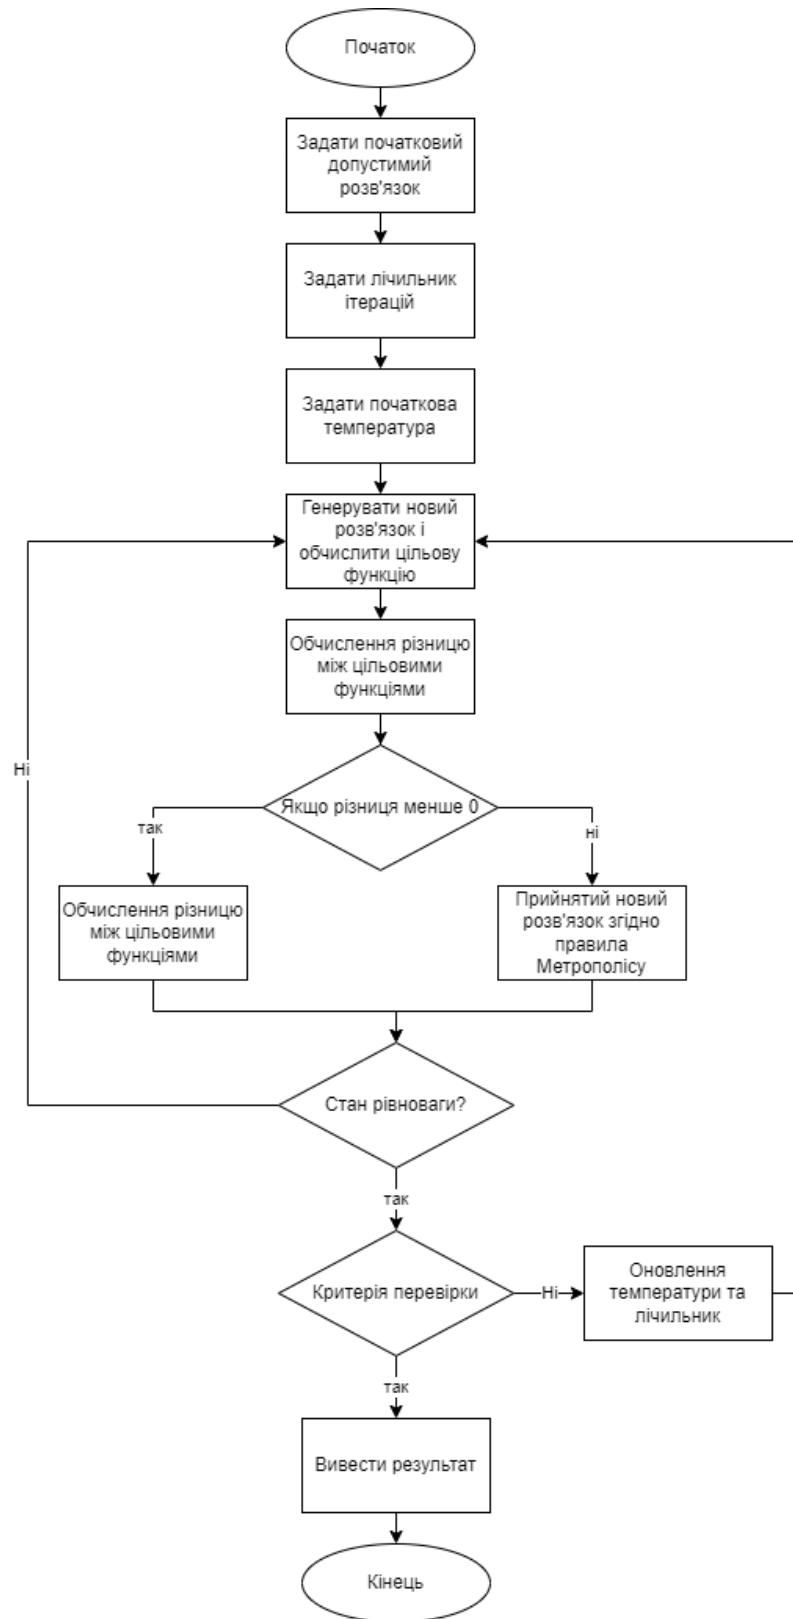 Початок
Задати початковий
допустимий
розв'язок
Задати лічильник
ітерацій
Задати початкова
температура
Генерувати новий
розв'язок і
обчислити цільову
функцію
Обчислення різницю
між цільовими
функціями
Ні
Якщо різниця менше 0
так
ні
Обчислення різницю
між цільовими
функціями
Прийнятий новий
розв'язок згідно
правила
Метрополісу
Стан рівноваги?
так
Критерія перевірки
Ні
Оновлення
температури та
лічильник
так
Вивести результат
Кінець